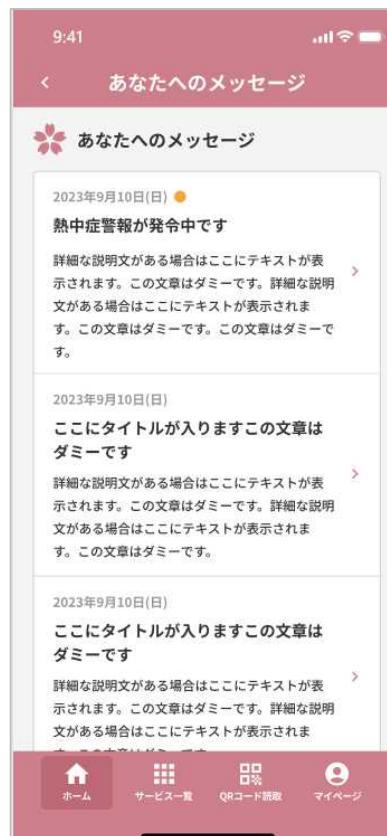 9:41
あなたへのメッセージ
あなたへのメッセージ
2023年9月10日(日)
熱中症警報が発令中です
詳細な説明文がある場合はここにテキストが表
示されます。この文章はダミーです。詳細な説明
文がある場合はここにテキストが表示されま
す。この文章はダミーです。この文章はダミーで
す。
2023年9月10日(日)
ここにタイトルが入りますこの文章は
ダミーです
詳細な説明文がある場合はここにテキストが表
示されます。この文章はダミーです。詳細な説明
文がある場合はここにテキストが表示されま
す。この文章はダミーです。
2023年9月10日(日)
ここにタイトルが入りますこの文章は
ダミーです
詳細な説明文がある場合はここにテキストが表
示されます。この文章はダミーです。詳細な説明
文がある場合はここにテキストが表示されま
ホーム
サービス一覧
QRコード読取
マイページ